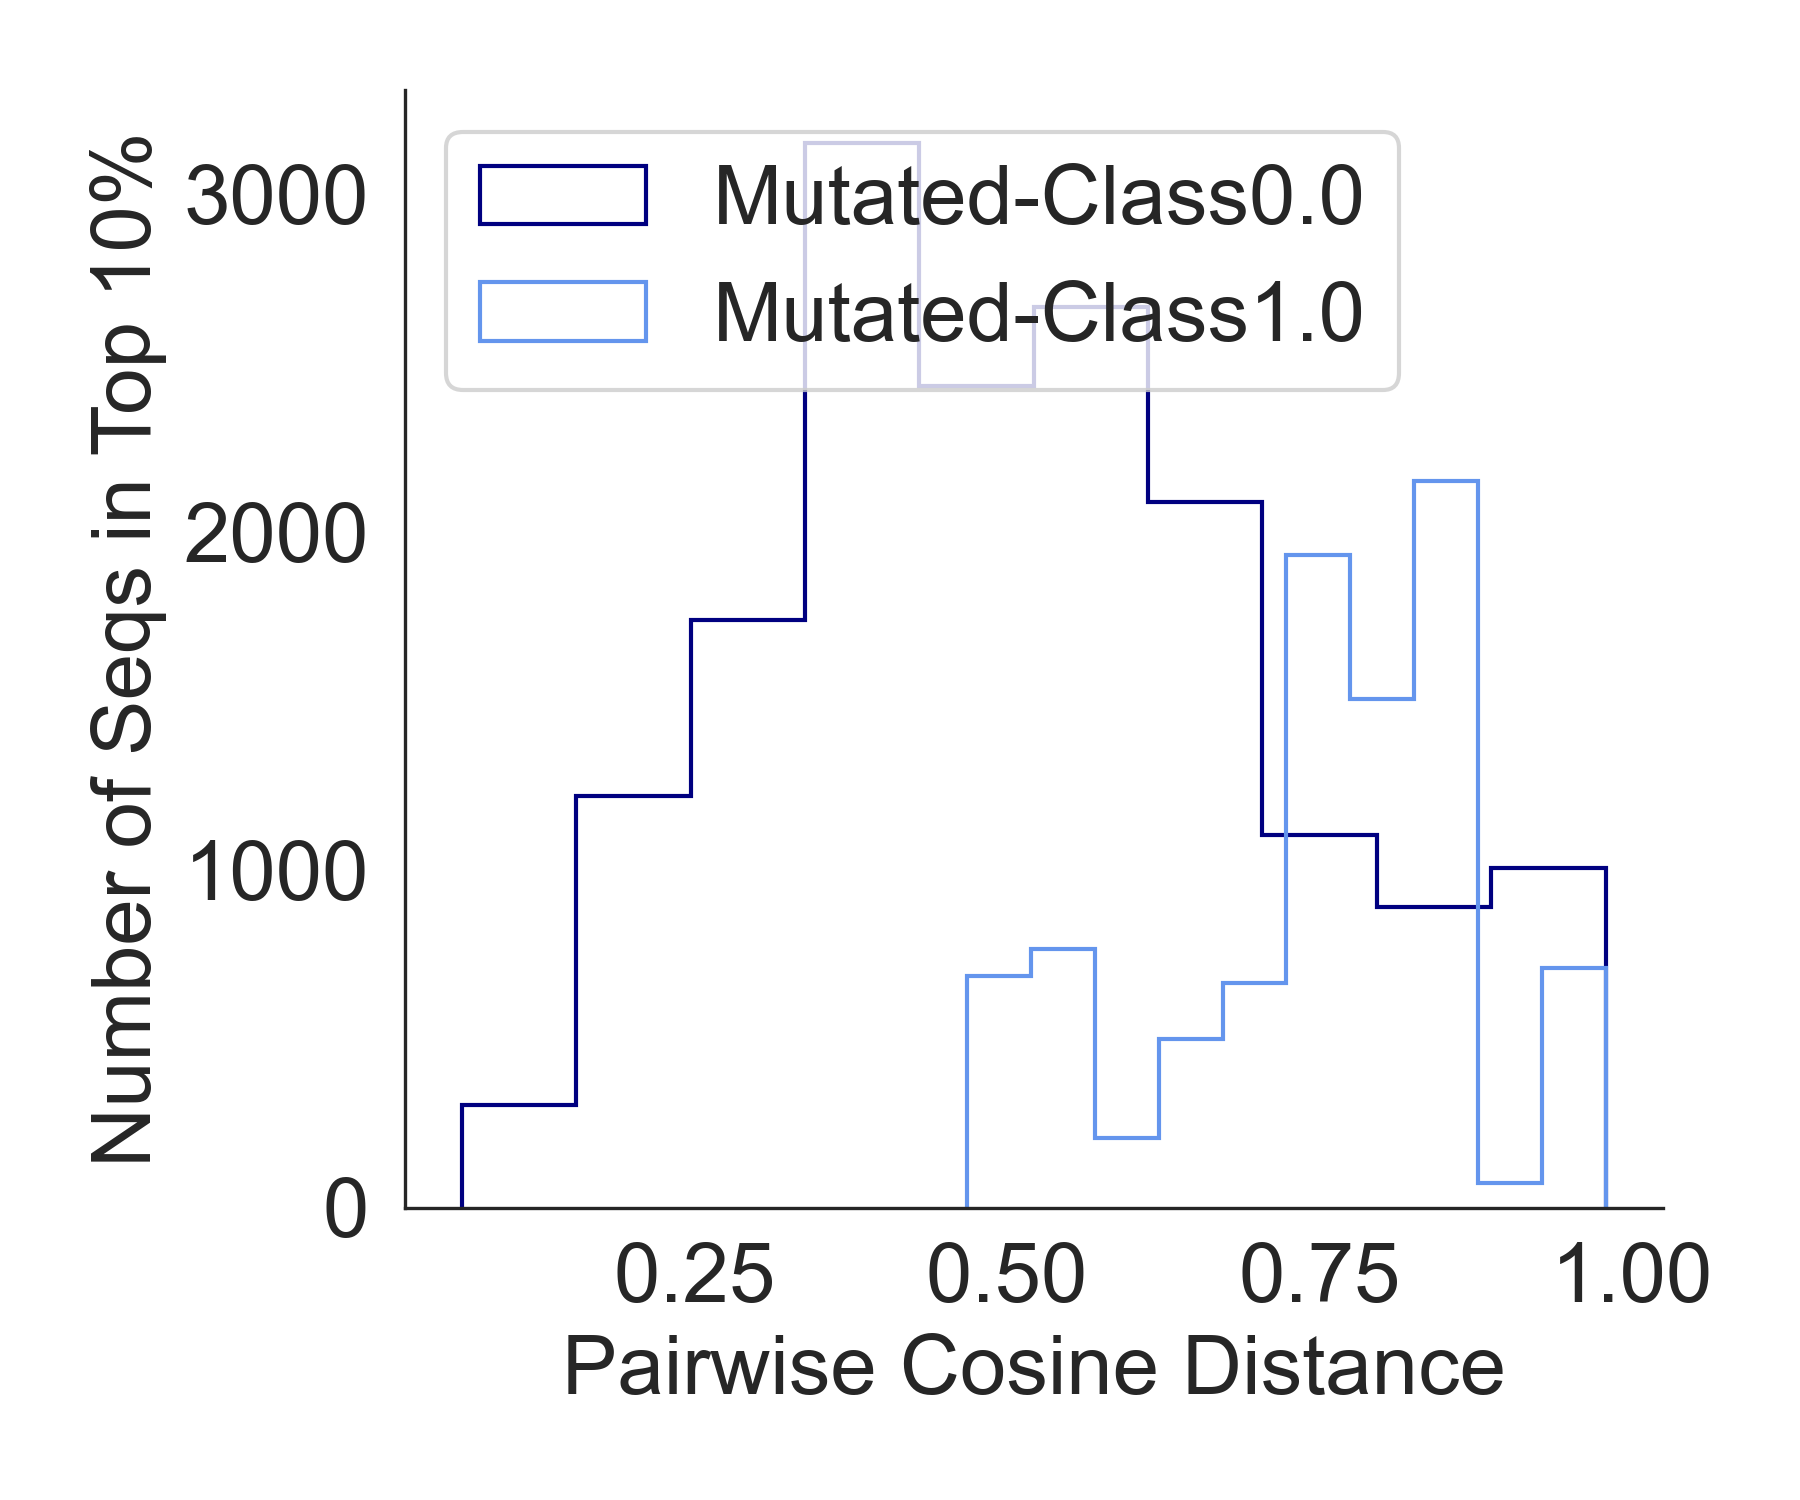 Number of Seqs in Top 10%
3000
2000
1000
0
Mutated-Class0.0
Mutated-Class1.0
0.25 0.50 0.75 1.00
Pairwise Cosine Distance